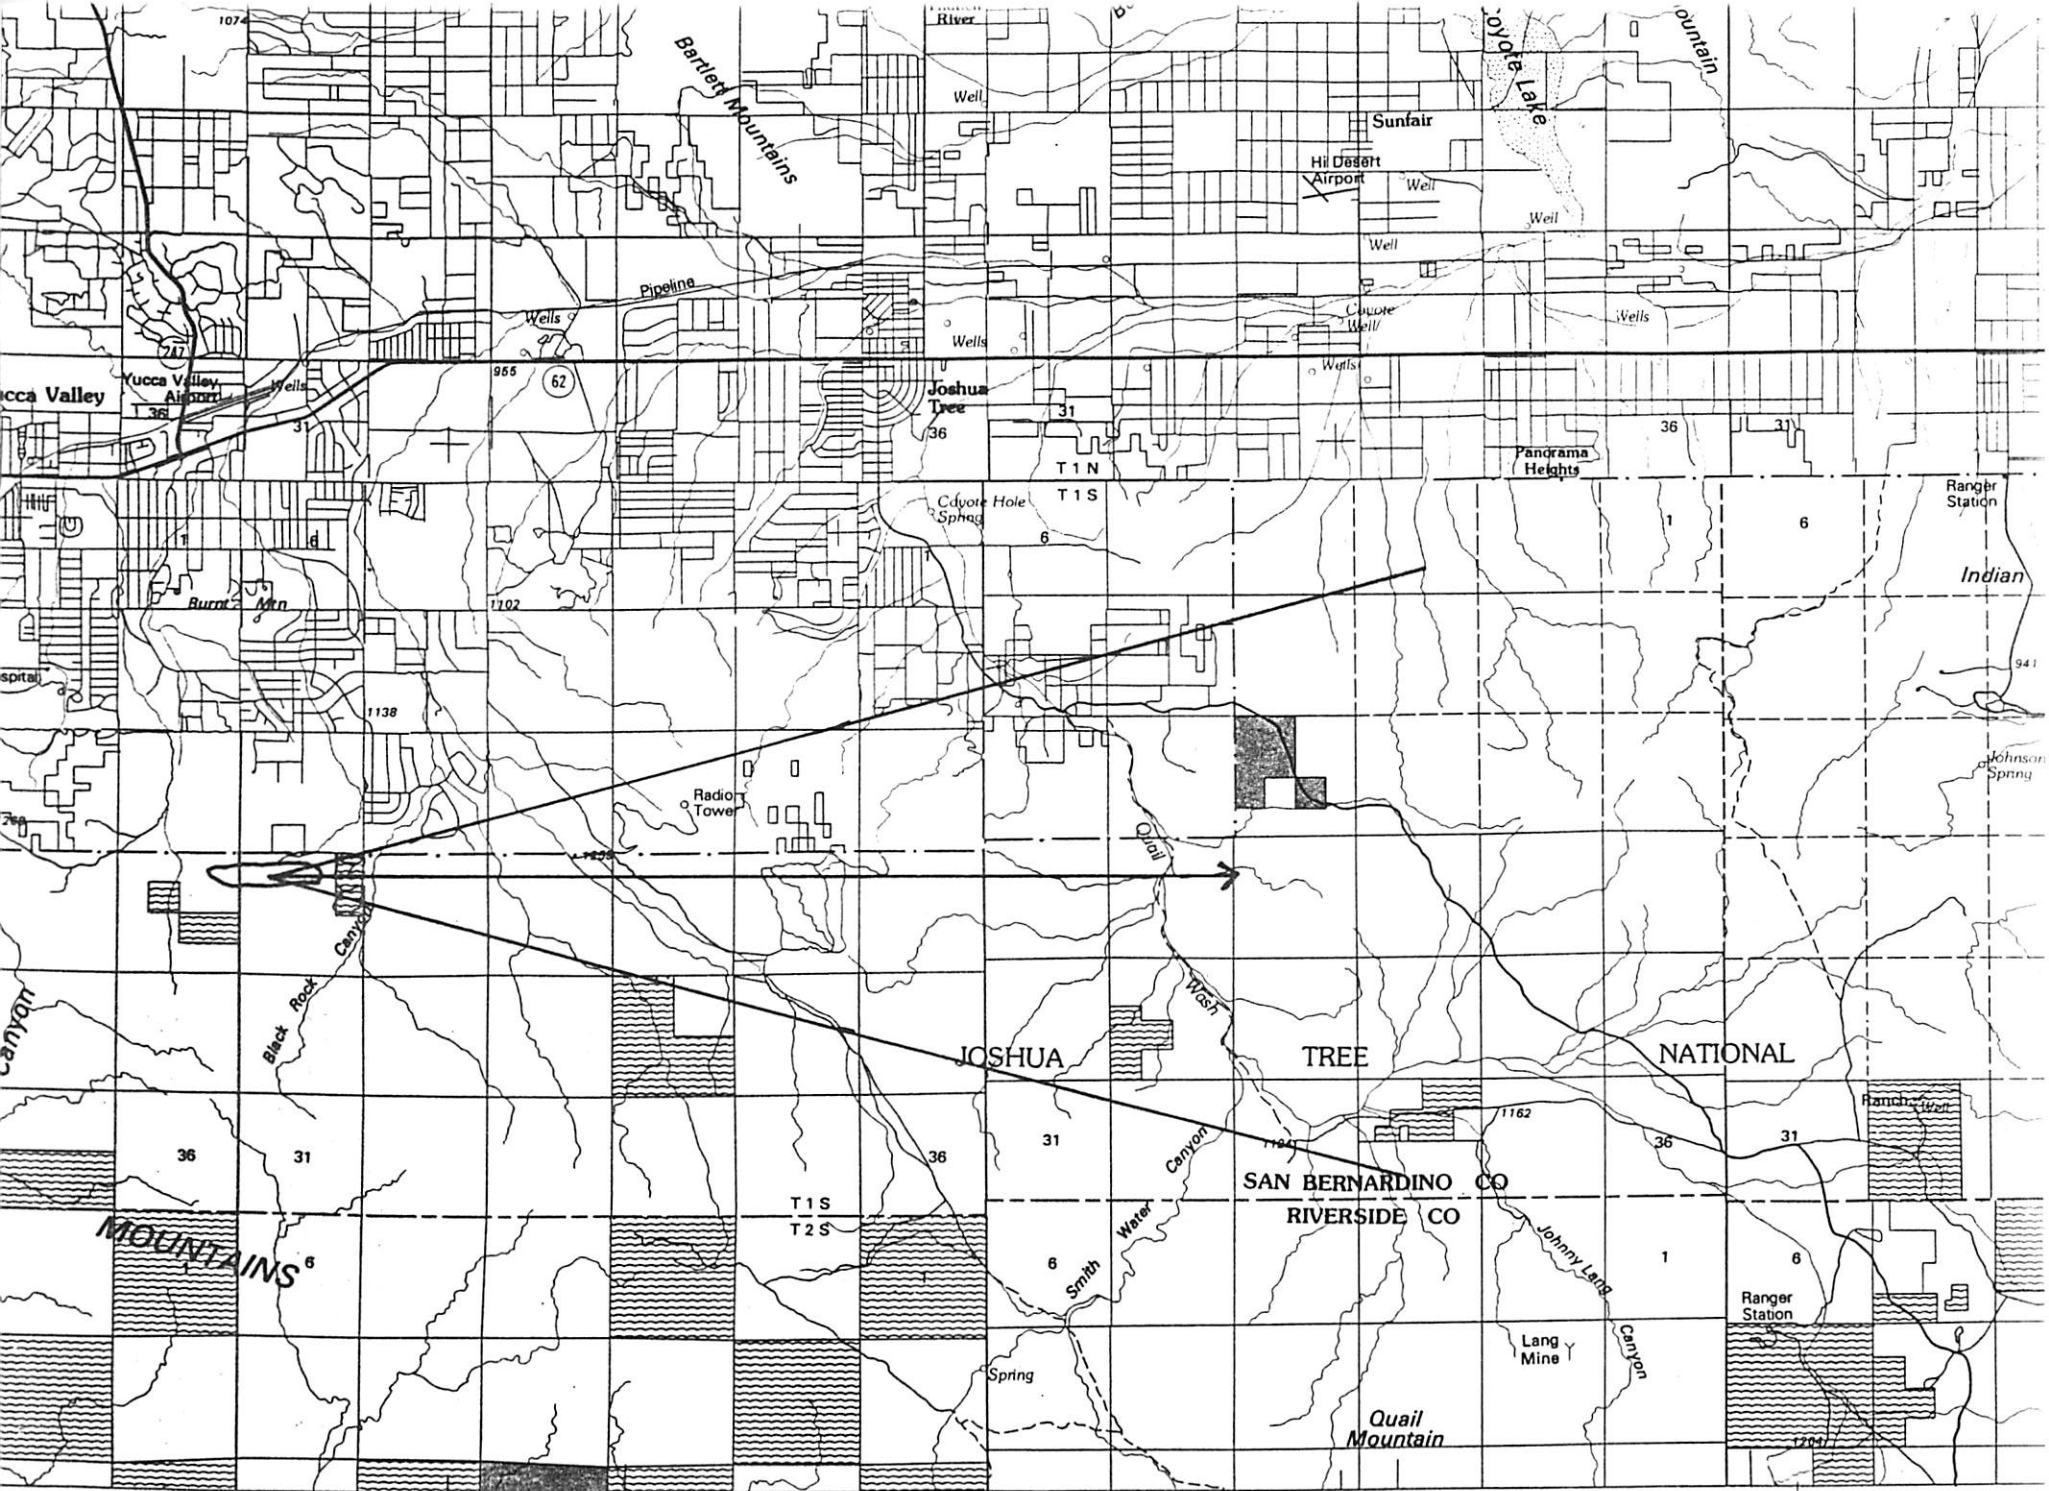 1074
River
Bartlett Mountains
Well
Coyote Lake
Sunfair
Hi Desert
Airport
Well
Well
Well
Pipeline
Wells
Wells
Coyote
Well
Wells
247
Yucca Valley
Airport
Wells
955
62
Wells
ucca Valley
36
31
Joshua
Tree
36
31
36
31
Panorama
Heights
T 1 N
T 1 S
Ranger
Station
Coyote Hole
Spring
1
6
1
6
1
6
Indian
Burnt Mtn
1102
spital
941
1138
Johnson
Spring
Radio
Tower
Quail
1255
Black Rock Canyon
Wash
Canyon
JOSHUA TREE NATIONAL
Ranch
Well
1162
36
31
36
31
36
31
Canyon
SAN BERNARDINO CO
RIVERSIDE CO
T 1 S
T 2 S
MOUNTAINS
1
6
1
6
Smith Water
Johnny Lang
Canyon
1
6
Ranger
Station
Lang
Mine
Spring
Quail
Mountain
1204